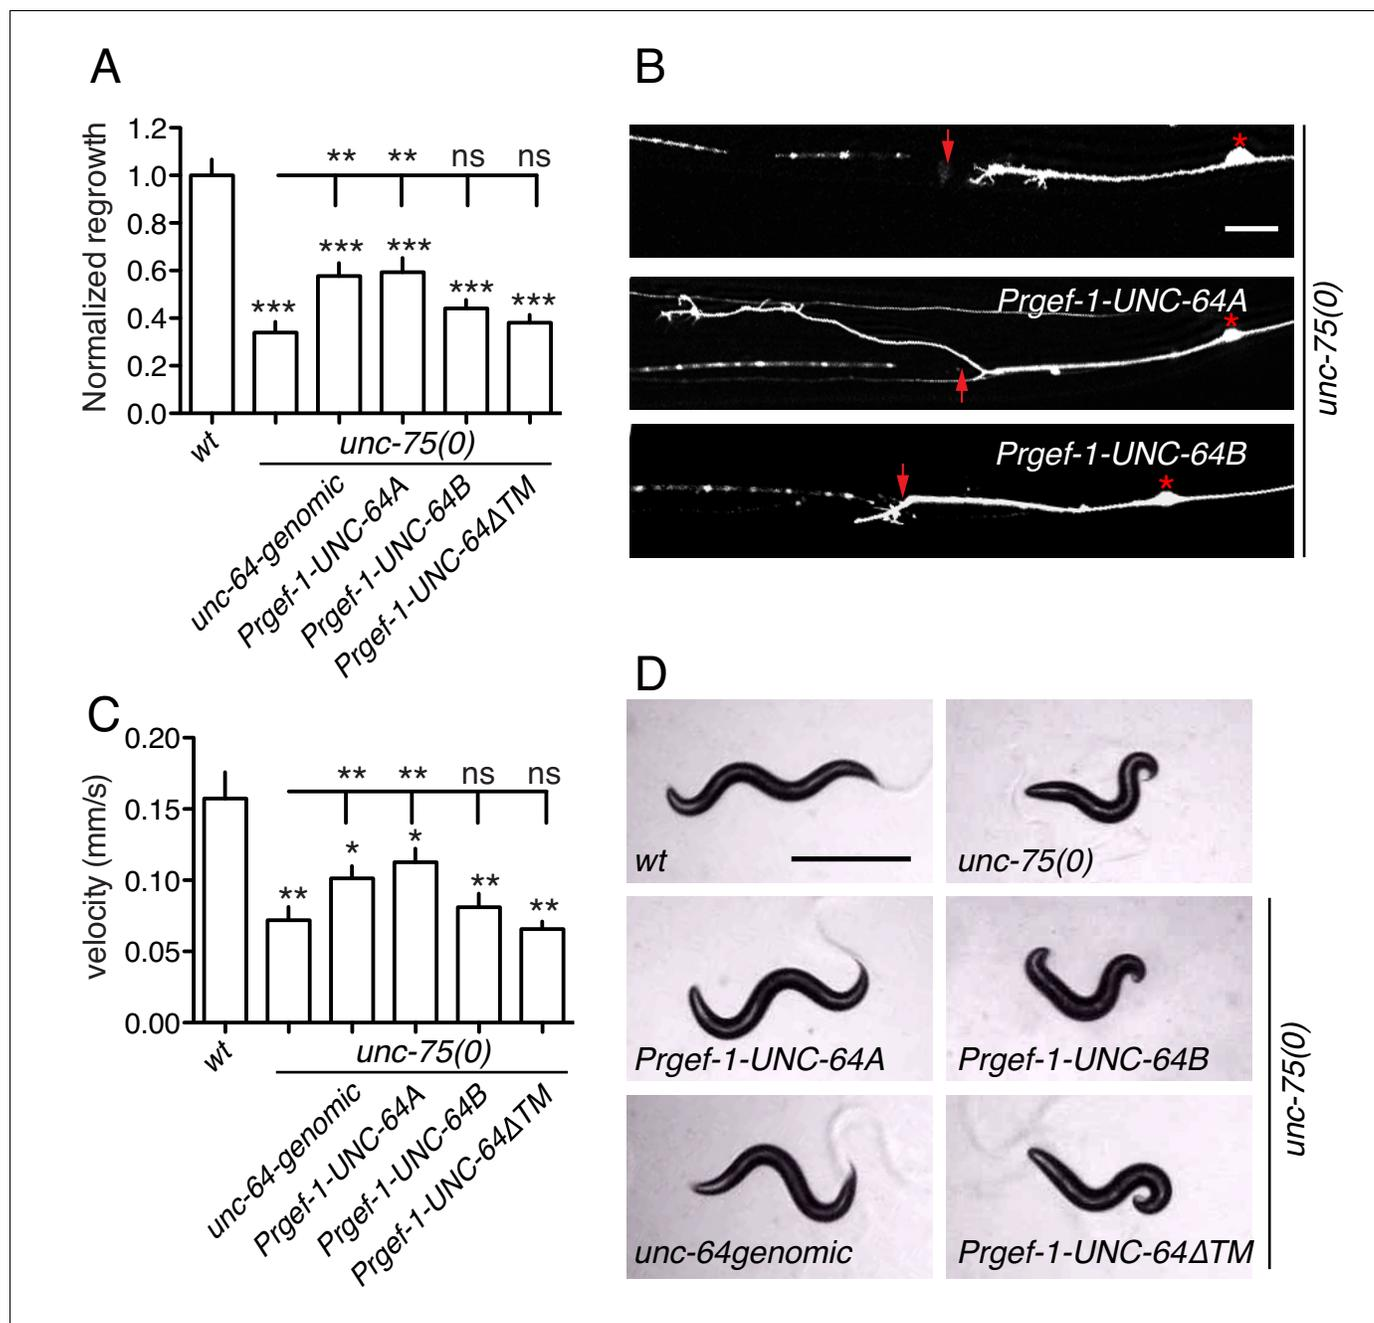 A
Normalized regrowth
1.2
1.0
0.8
0.6
0.4
0.2
0.0
** ** ns ns
*** *** *** *** ***
wt
unc-75(0)
unc-64-genomic
Prgef-1-UNC-64A
Prgef-1-UNC-64B
Prgef-1-UNC-64ΔTM
B
*
Prgef-1-UNC-64A
*
Prgef-1-UNC-64B
*
unc-75(0)
C
velocity (mm/s)
0.20
0.15
0.10
0.05
0.00
** ** ns ns
** * * ** **
wt
unc-75(0)
unc-64-genomic
Prgef-1-UNC-64A
Prgef-1-UNC-64B
Prgef-1-UNC-64ΔTM
D
wt
unc-75(0)
Prgef-1-UNC-64A
Prgef-1-UNC-64B
unc-64genomic
Prgef-1-UNC-64ΔTM
unc-75(0)